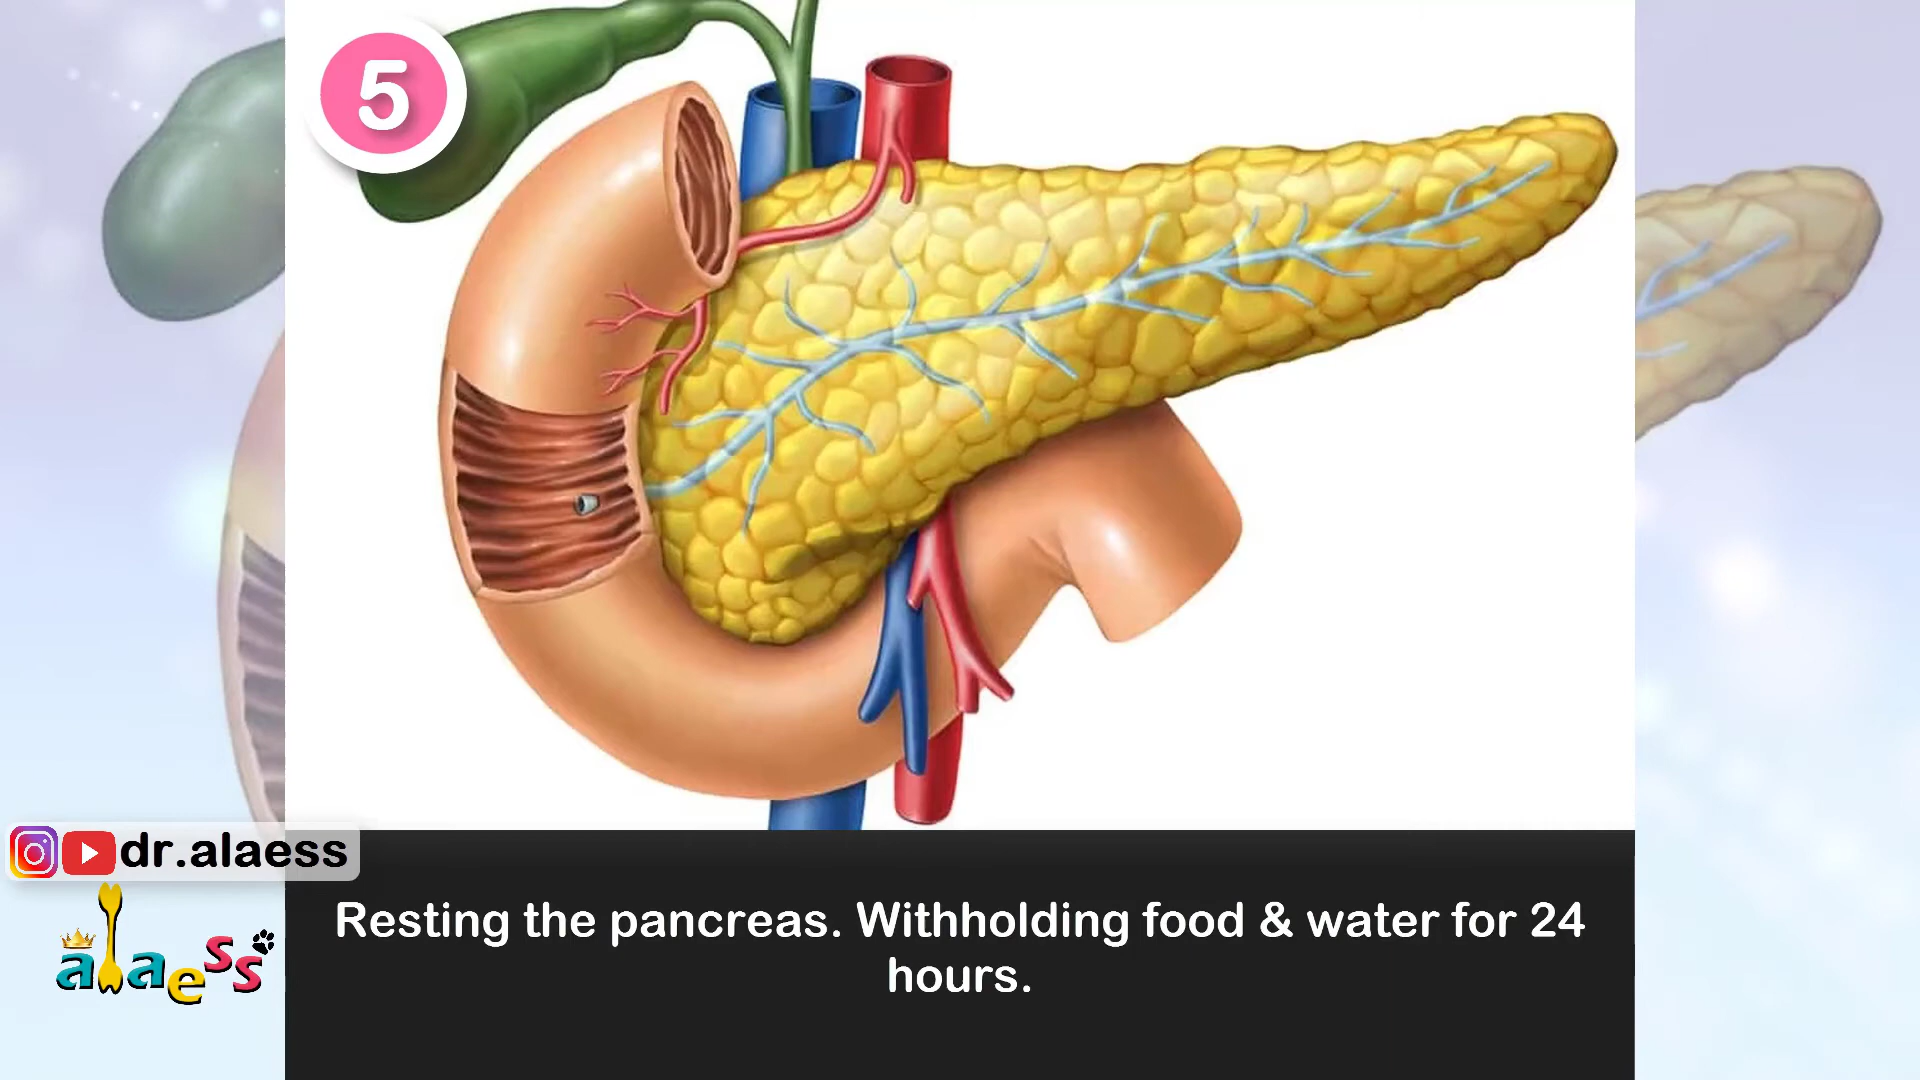 5
dr.alaess
alaess
Resting the pancreas. Withholding food & water for 24
hours.